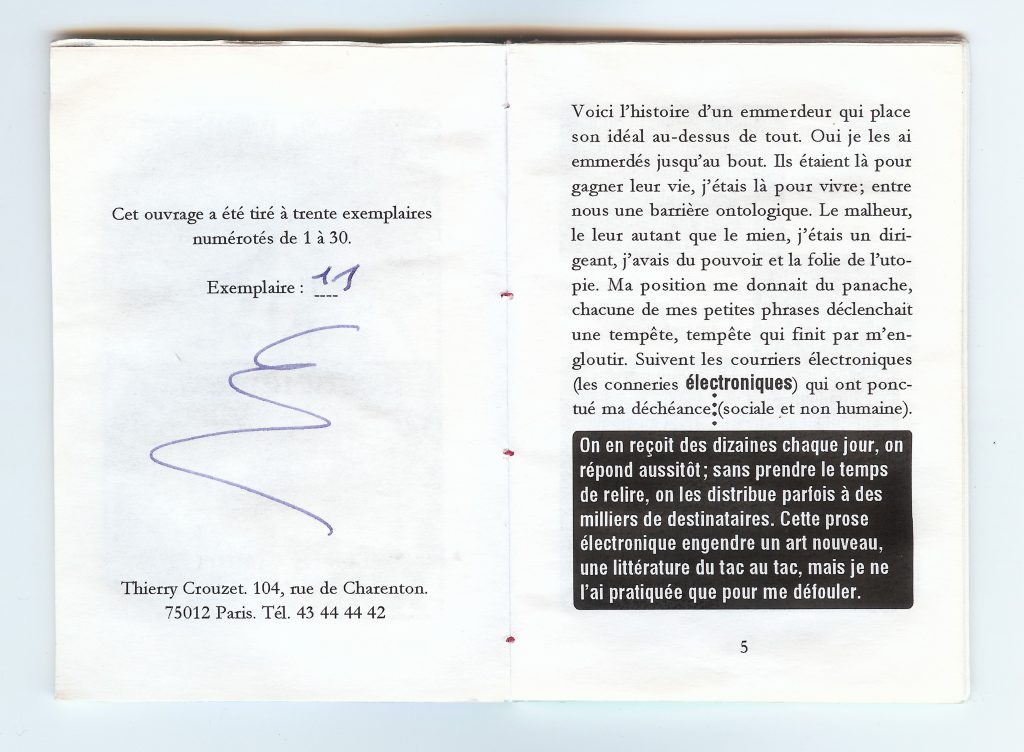 Cet ouvrage a été tiré à trente exemplaires
numérotés de 1 à 30.
Exemplaire : 11
Thierry Crouzet. 104, rue de Charenton.
75012 Paris. Tél. 43 44 44 42
Voici l'histoire d'un emmerdeur qui place
son idéal au-dessus de tout. Oui je les ai
emmerdés jusqu'au bout. Ils étaient là pour
gagner leur vie, j'étais là pour vivre; entre
nous une barrière ontologique. Le malheur,
le leur autant que le mien, j'étais un diri-
geant, j'avais du pouvoir et la folie de l'uto-
pie. Ma position me donnait du panache,
chacune de mes petites phrases déclenchait
une tempête, tempête qui finit par m'en-
gloutir. Suivent les courriers électroniques
(les conneries électroniques) qui ont ponc-
tué ma déchéance (sociale et non humaine).
On en reçoit des dizaines chaque jour, on
répond aussitôt; sans prendre le temps
de relire, on les distribue parfois à des
milliers de destinataires. Cette prose
électronique engendre un art nouveau,
une littérature du tac au tac, mais je ne
l'ai pratiquée que pour me défouler.
5